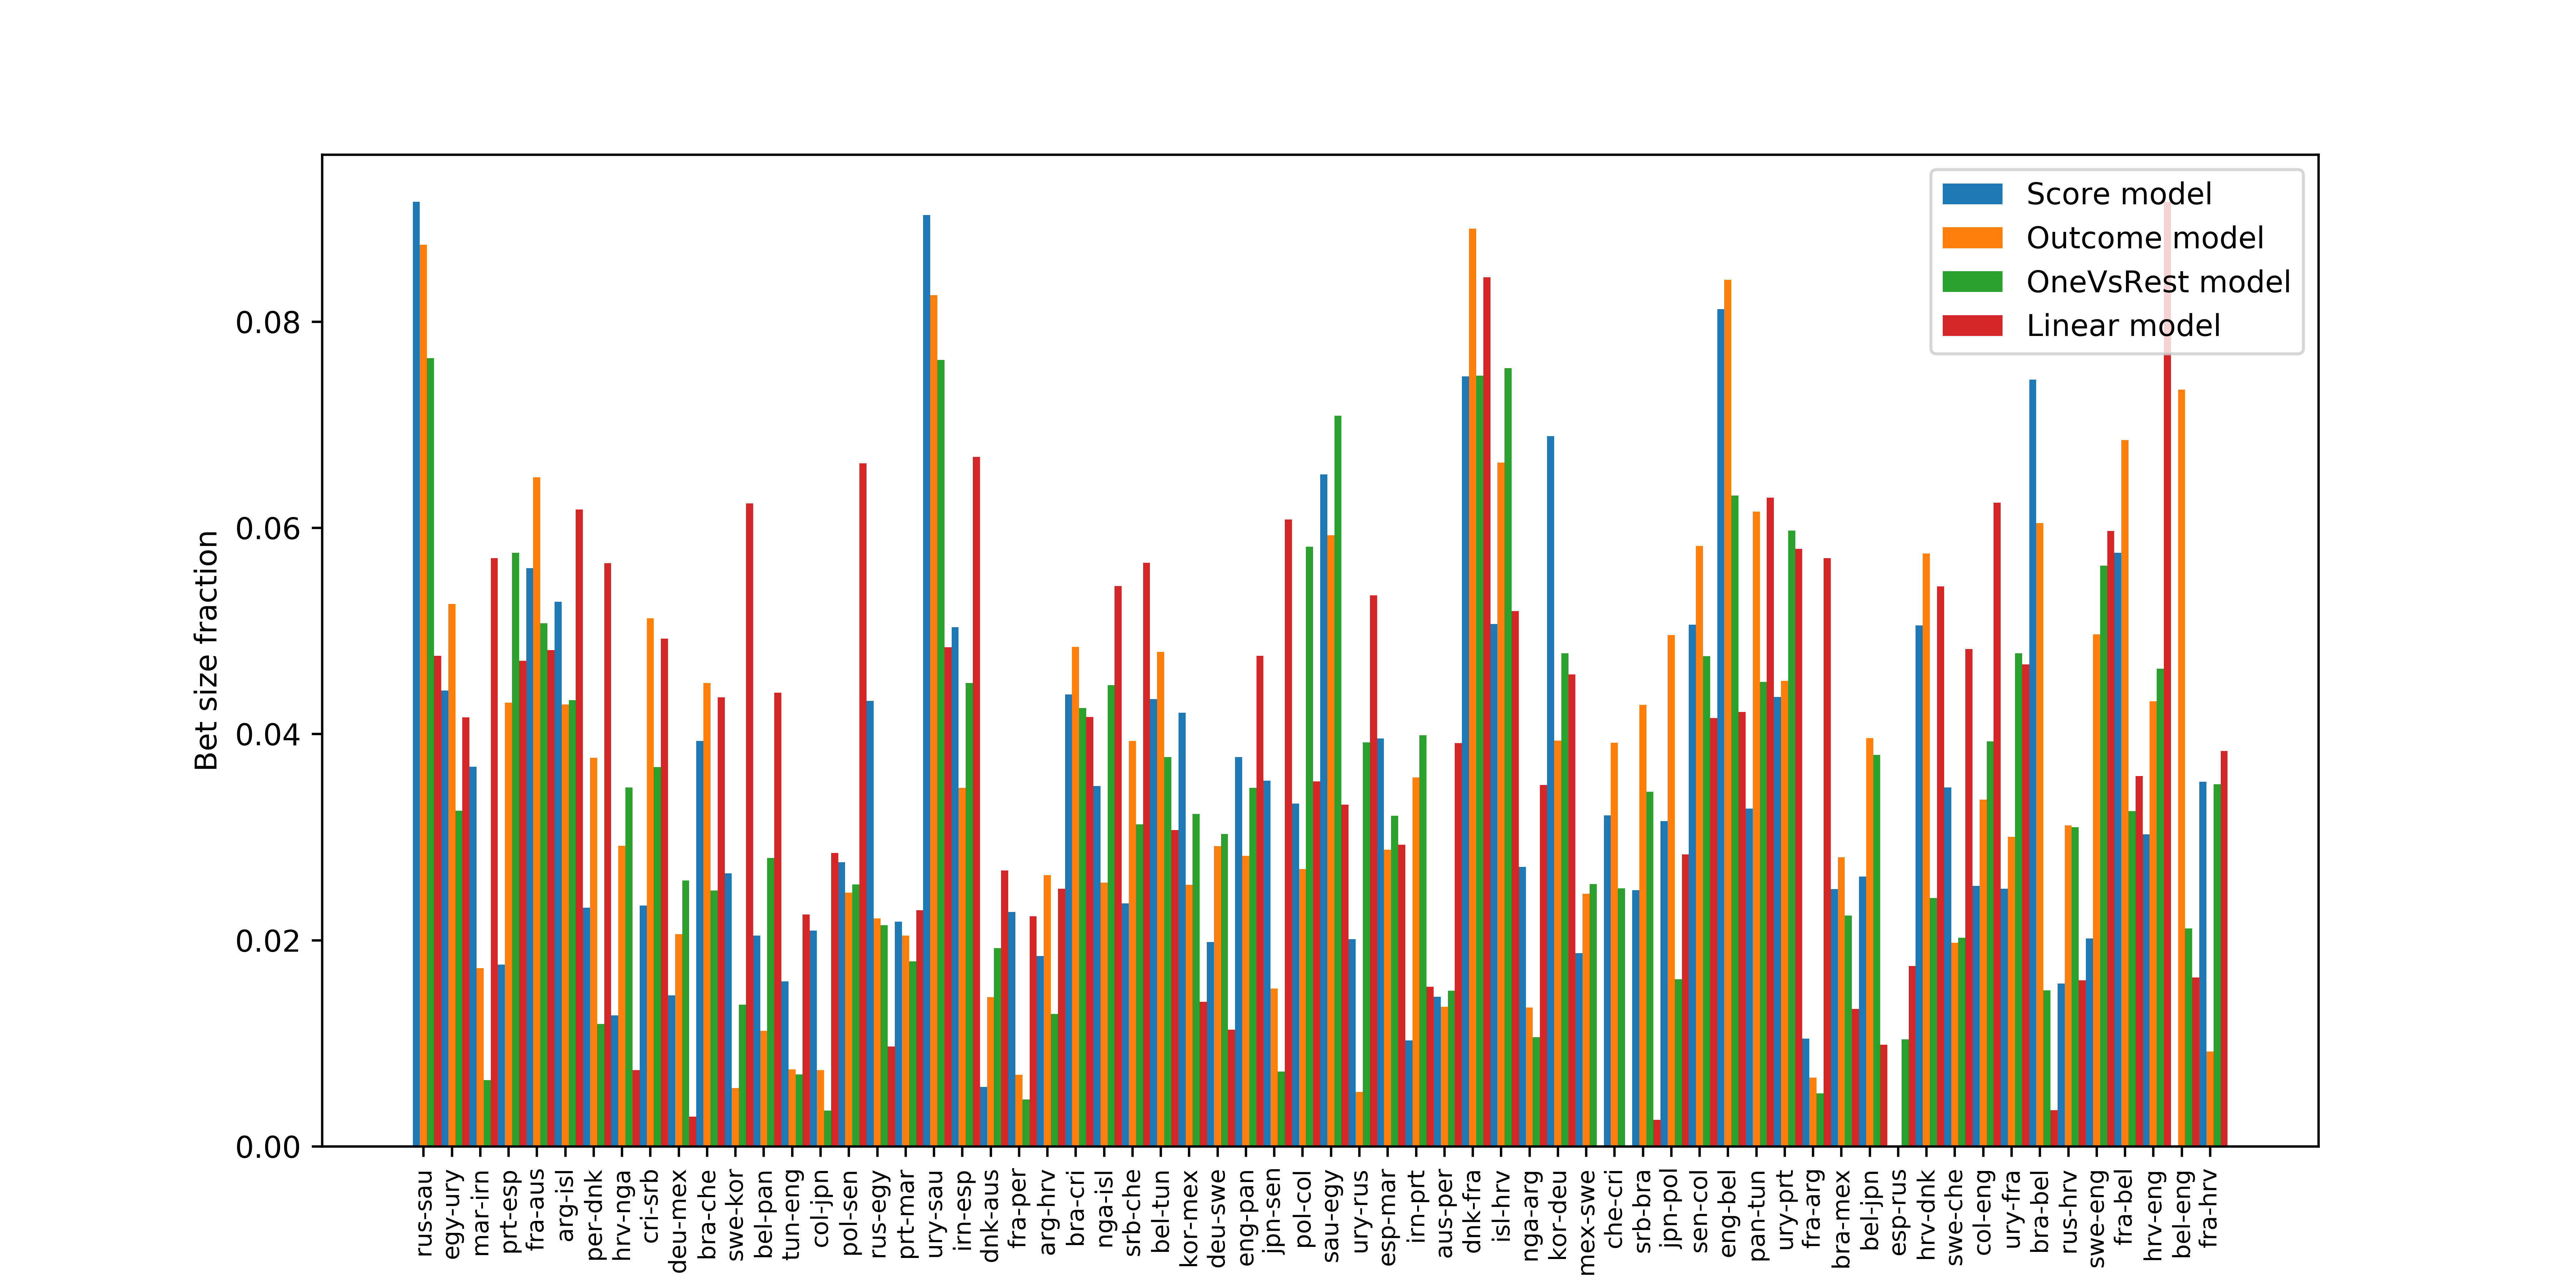 Score model
Outcome model
OneVsRest model
Linear model
Bet size fraction
0.08
0.06
0.04
0.02
0.00
rus-sau
egy-ury
mar-irn
prt-esp
fra-aus
arg-isl
per-dnk
hrv-nga
cri-srb
deu-mex
bra-che
swe-kor
bel-pan
tun-eng
col-jpn
pol-sen
rus-egy
prt-mar
ury-sau
irn-esp
dnk-aus
fra-per
arg-hrv
bra-cri
nga-isl
srb-che
bel-tun
kor-mex
deu-swe
eng-pan
jpn-sen
pol-col
sau-egy
ury-rus
esp-mar
irn-prt
aus-per
dnk-fra
isl-hrv
nga-arg
kor-deu
mex-swe
che-cri
srb-bra
jpn-pol
sen-col
eng-bel
pan-tun
ury-prt
fra-arg
bra-mex
bel-jpn
esp-rus
hrv-dnk
swe-che
col-eng
ury-fra
bra-bel
rus-hrv
swe-eng
fra-bel
hrv-eng
bel-eng
fra-hrv